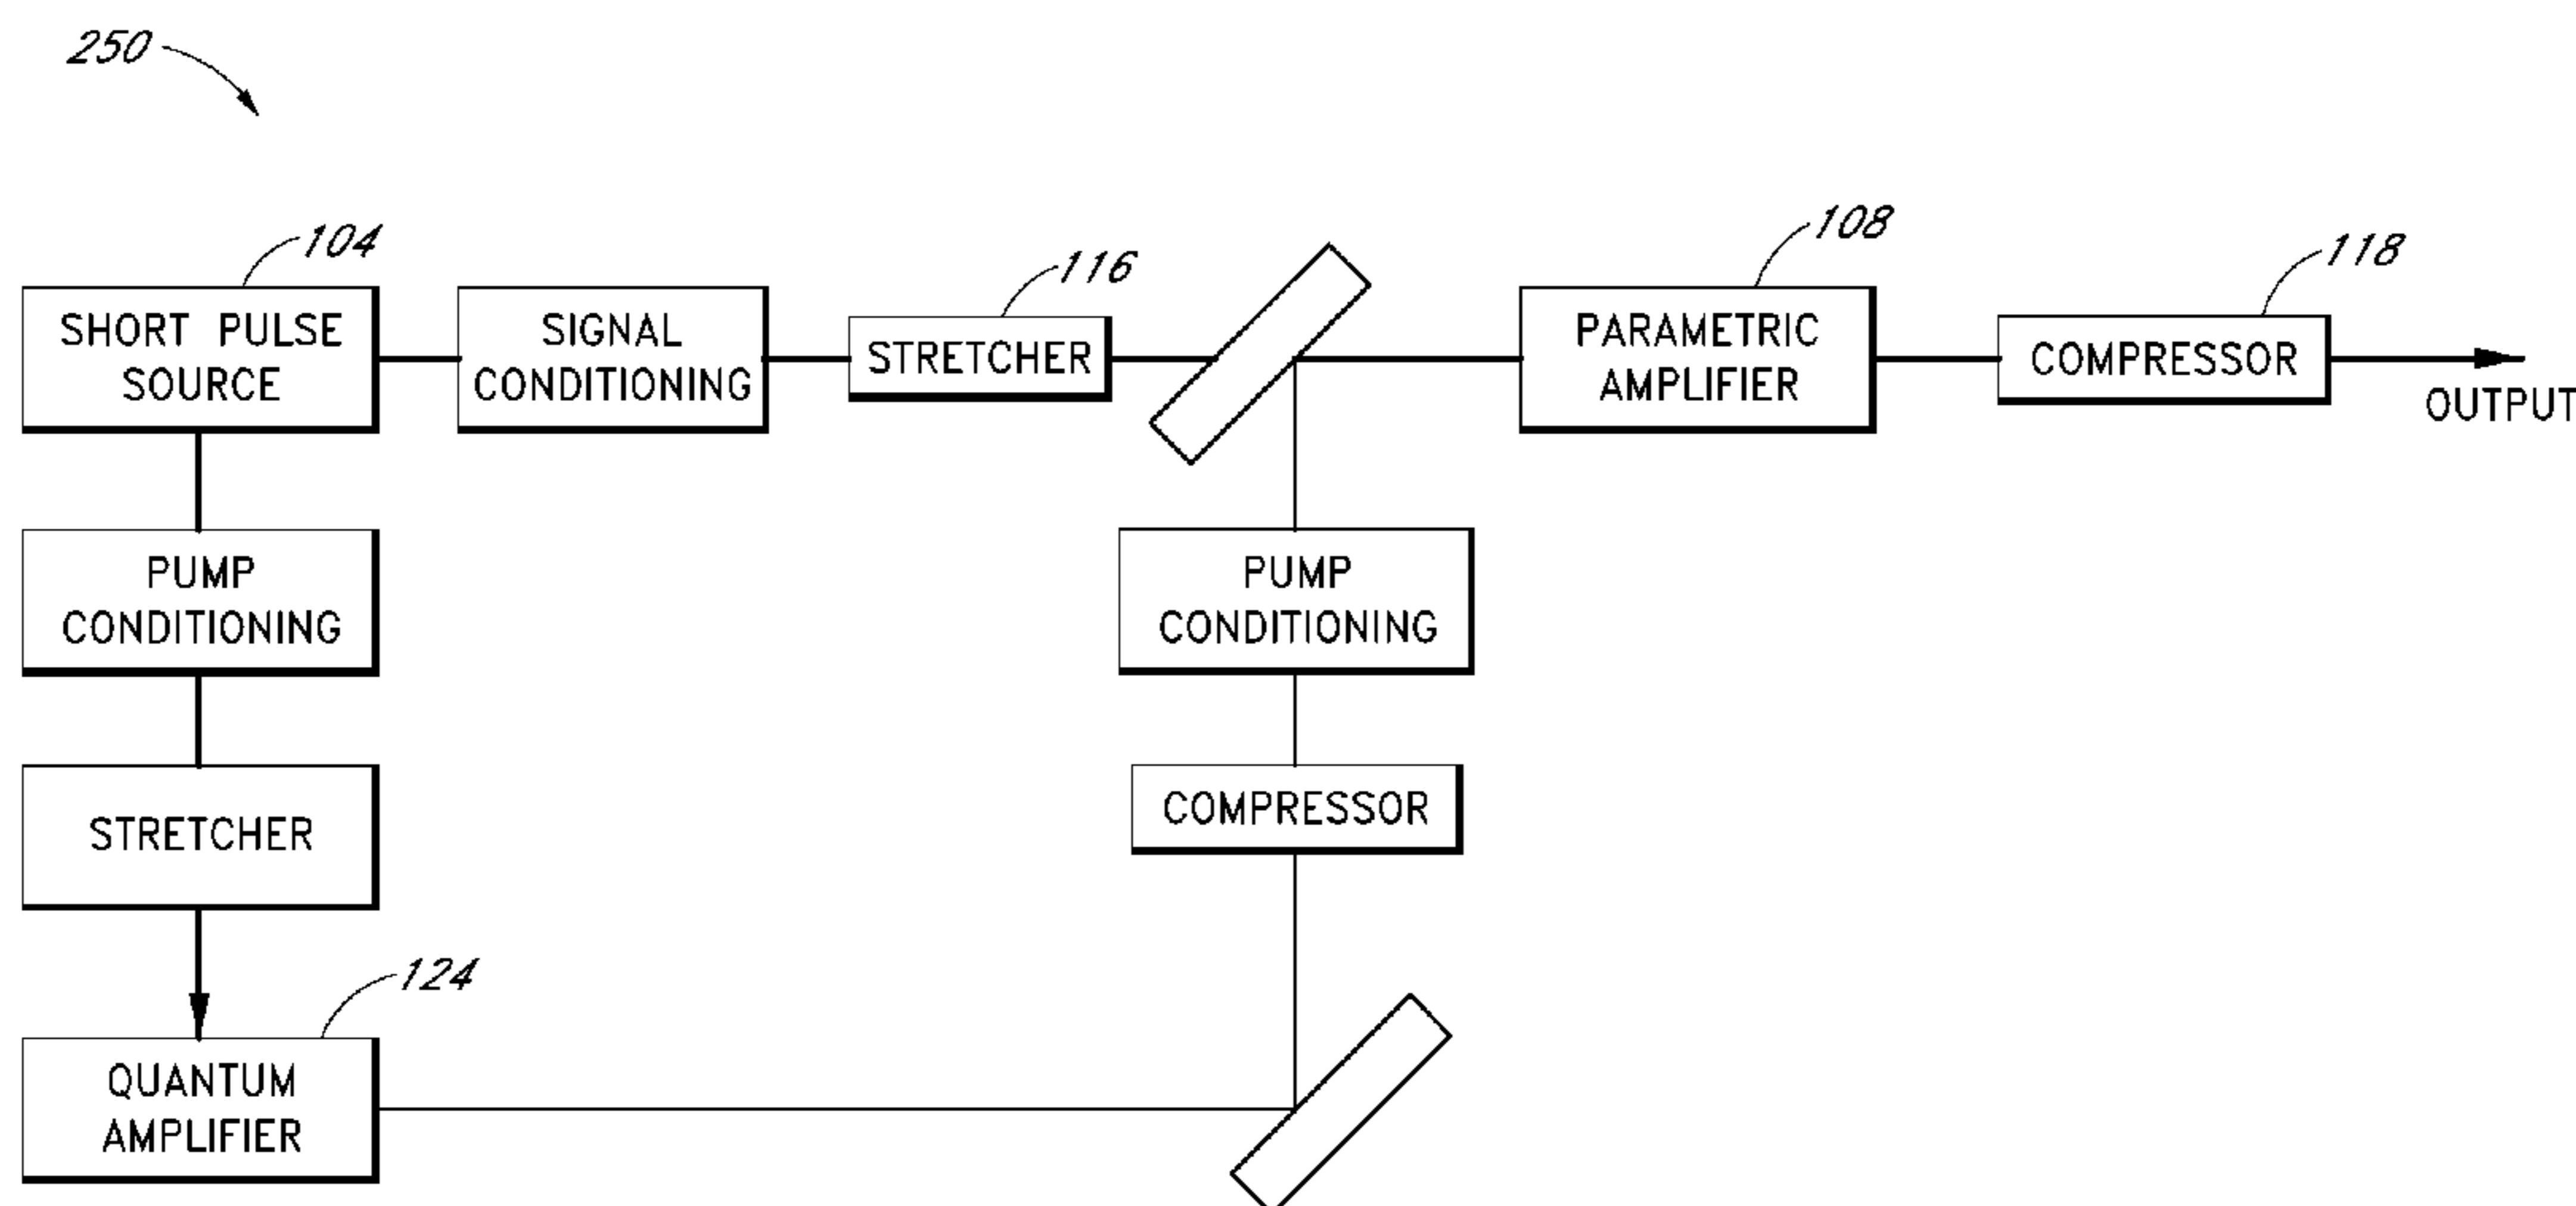 250
104
108
116
118
SHORT PULSE
SOURCE
SIGNAL
CONDITIONING
STRETCHER
PARAMETRIC
AMPLIFIER
COMPRESSOR
OUTPUT
PUMP
CONDITIONING
PUMP
CONDITIONING
STRETCHER
COMPRESSOR
124
QUANTUM
AMPLIFIER